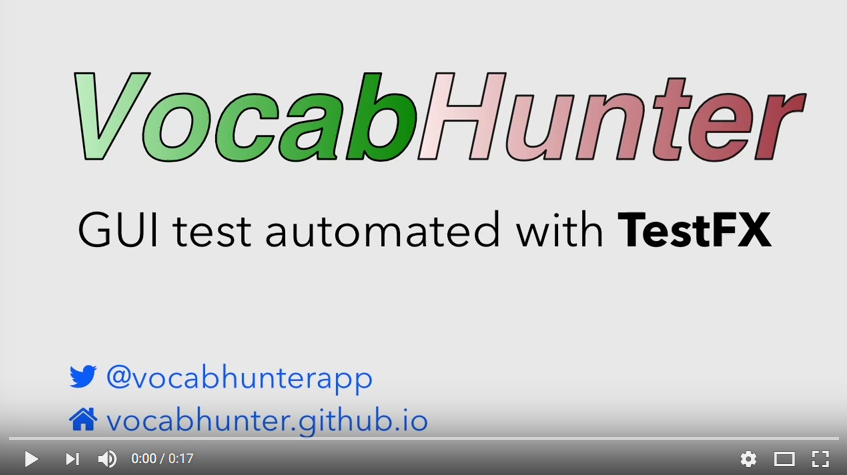 VocabHunter
GUI test automated with TestFX
@vocabhunterapp
vocabhunter.github.io
0:00 / 0:17